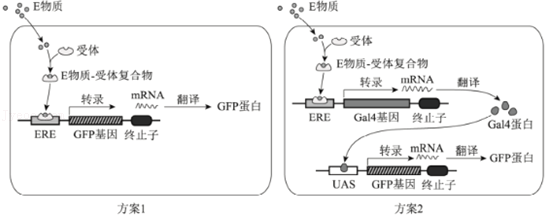 E物质
受体
E物质-受体复合物
转录
mRNA
翻译
GFP蛋白
ERE
GFP基因
终止子
方案1
E物质
受体
E物质-受体复合物
转录
mRNA
翻译
ERE
Gal4基因
终止子
Gal4蛋白
转录
mRNA
翻译
GFP蛋白
UAS
GFP基因
终止子
方案2